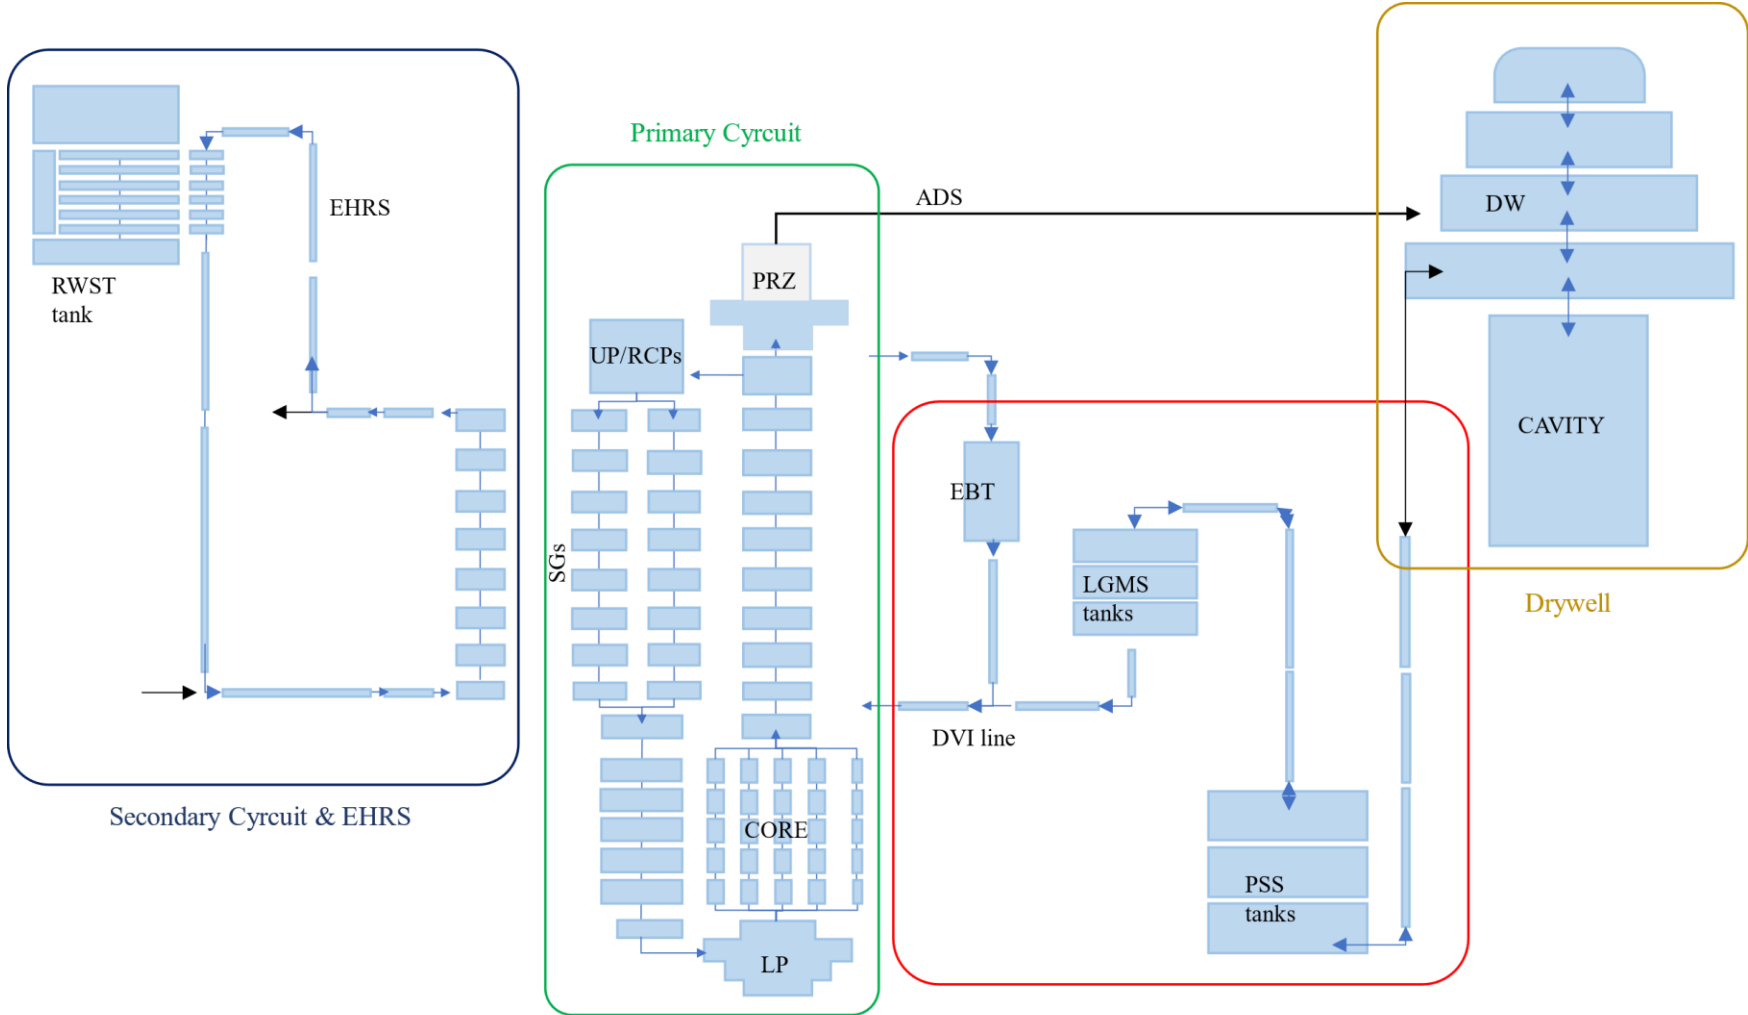 Primary Cyrcuit
ADS
EHRS
DW
RWST
tank
PRZ
UP/RCPs
CAVITY
EBT
SGs
LGMS
tanks
Drywell
DVI line
Secondary Cyrcuit & EHRS
CORE
PSS
tanks
LP